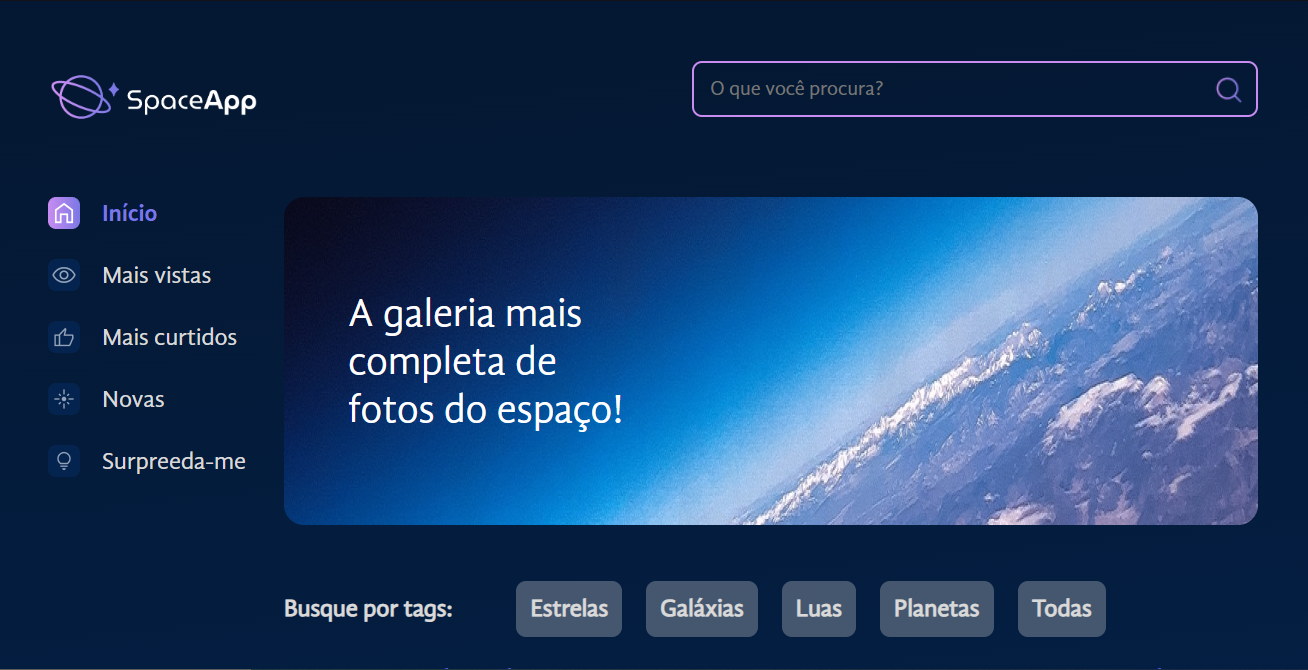 SpaceApp
O que você procura?
Início
Mais vistas
Mais curtidos
Novas
Surpreeda-me
A galeria mais
completa de
fotos do espaço!
Busque por tags:
Estrelas
Galáxias
Luas
Planetas
Todas